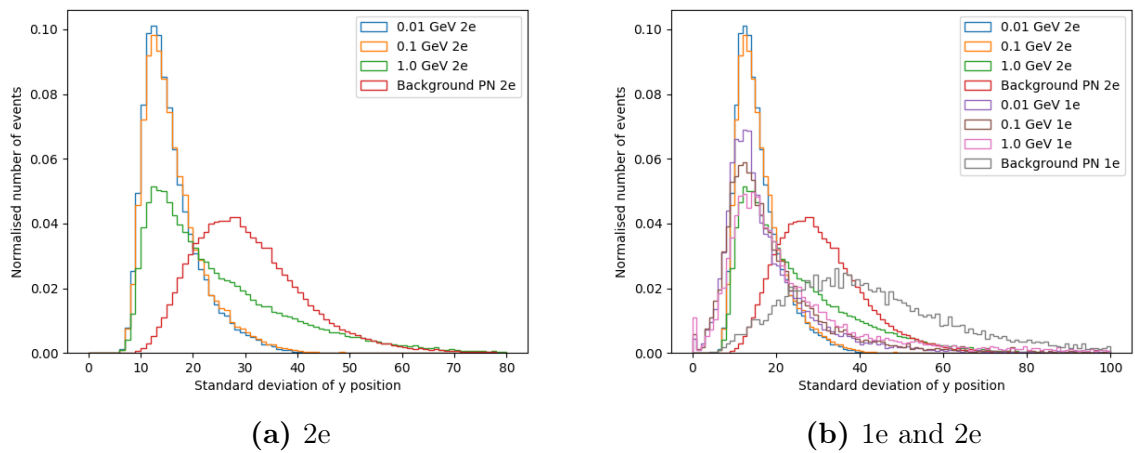 0.10
0.08
0.06
0.04
0.02
0.00
Normalised number of events
0 10 20 30 40 50 60 70 80
Standard deviation of y position
0.01 GeV 2e
0.1 GeV 2e
1.0 GeV 2e
Background PN 2e
(a) 2e
0.10
0.08
0.06
0.04
0.02
0.00
Normalised number of events
0 20 40 60 80 100
Standard deviation of y position
0.01 GeV 2e
0.1 GeV 2e
1.0 GeV 2e
Background PN 2e
0.01 GeV 1e
0.1 GeV 1e
1.0 GeV 1e
Background PN 1e
(b) 1e and 2e